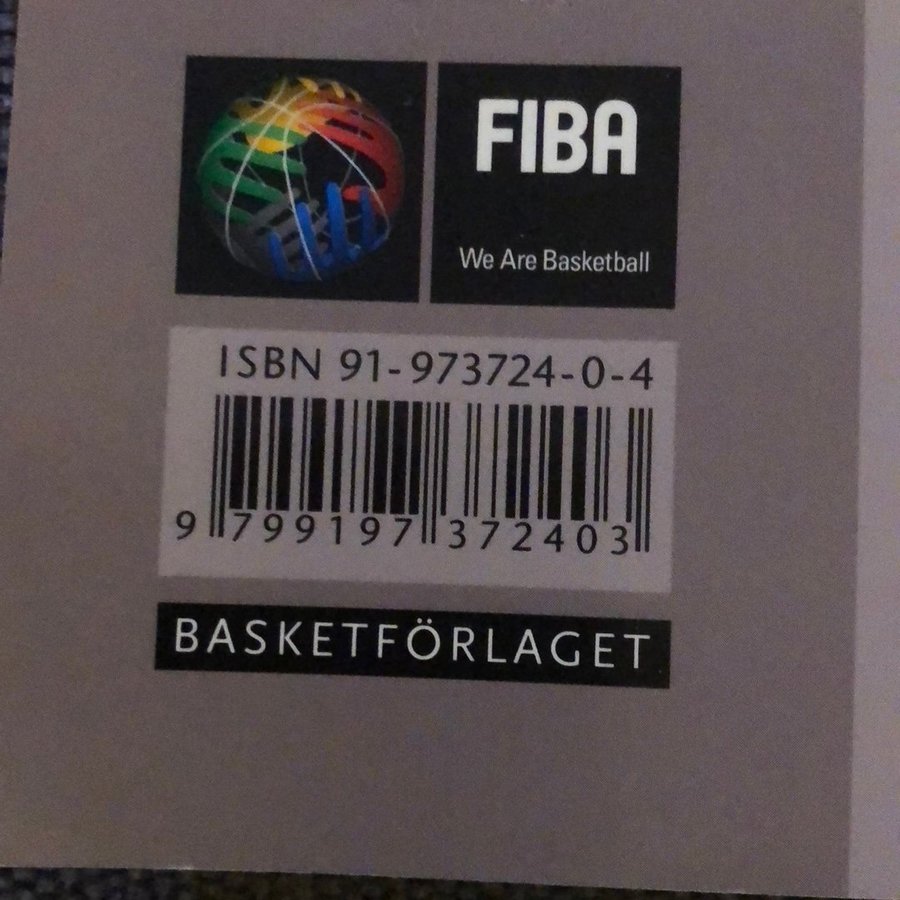 FIBA
We Are Basketball
ISBN 91-973724-0-4
9 799197 372403
BASKETFÖRLAGET